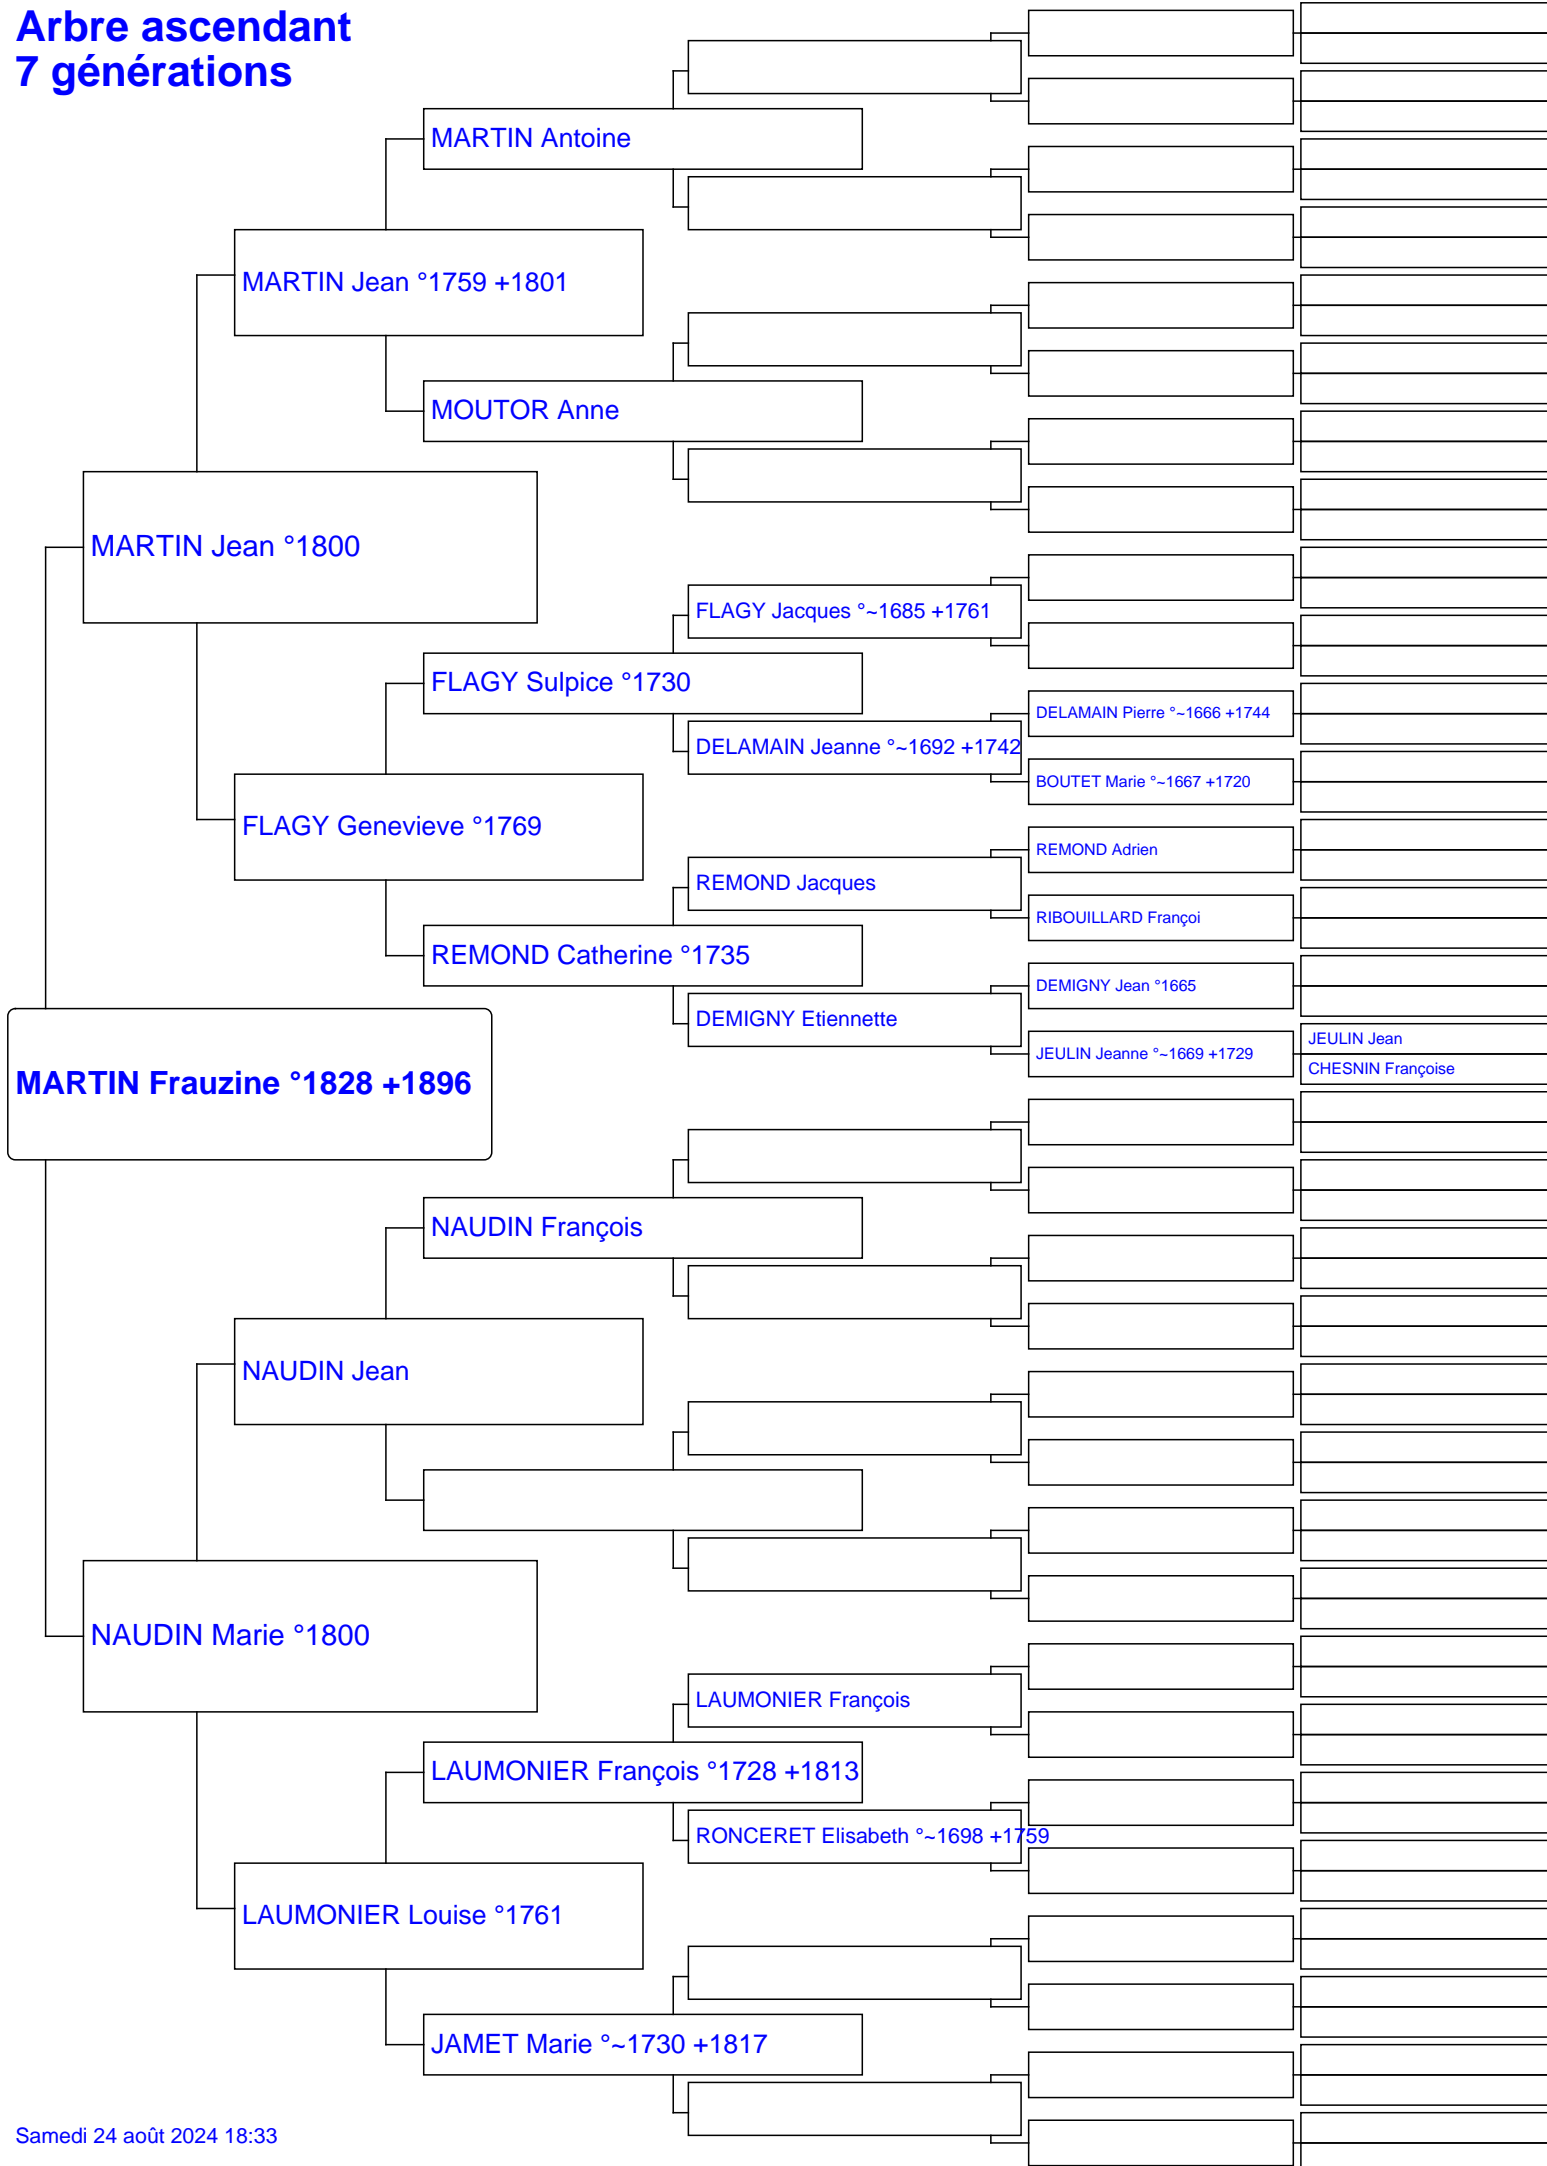 Arbre ascendant
7 générations
MARTIN Antoine
MARTIN Jean °1759 +1801
MOUTOR Anne
MARTIN Jean °1800
FLAGY Jacques °~1685 +1761
FLAGY Sulpice °1730
DELAMAIN Pierre °~1666 +1744
DELAMAIN Jeanne °~1692 +1742
BOUTET Marie °~1667 +1720
FLAGY Genevieve °1769
REMOND Adrien
REMOND Jacques
RIBOUILLARD Françoi
REMOND Catherine °1735
DEMIGNY Jean °1665
DEMIGNY Etiennette
JEULIN Jean
JEULIN Jeanne °~1669 +1729
CHESNIN Françoise
MARTIN Frauzine °1828 +1896
NAUDIN François
NAUDIN Jean
NAUDIN Marie °1800
LAUMONIER François
LAUMONIER François °1728 +1813
RONCERET Elisabeth °~1698 +1759
LAUMONIER Louise °1761
JAMET Marie °~1730 +1817
Samedi 24 août 2024 18:33